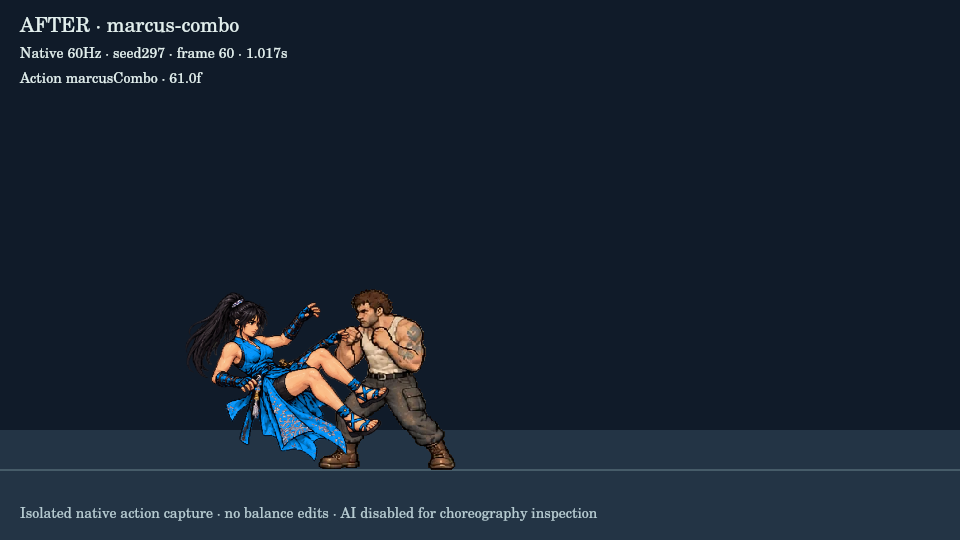 AFTER · marcus-combo
Native 60Hz · seed297 · frame 60 · 1.017s
Action marcusCombo · 61.0f
Isolated native action capture · no balance edits · AI disabled for choreography inspection